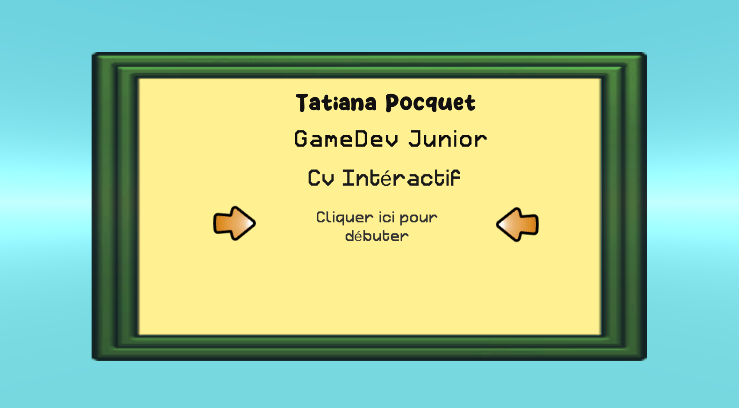 Tatiana Pocquet
GameDev Junior
Cv Intéractif
Cliquer ici pour
débuter